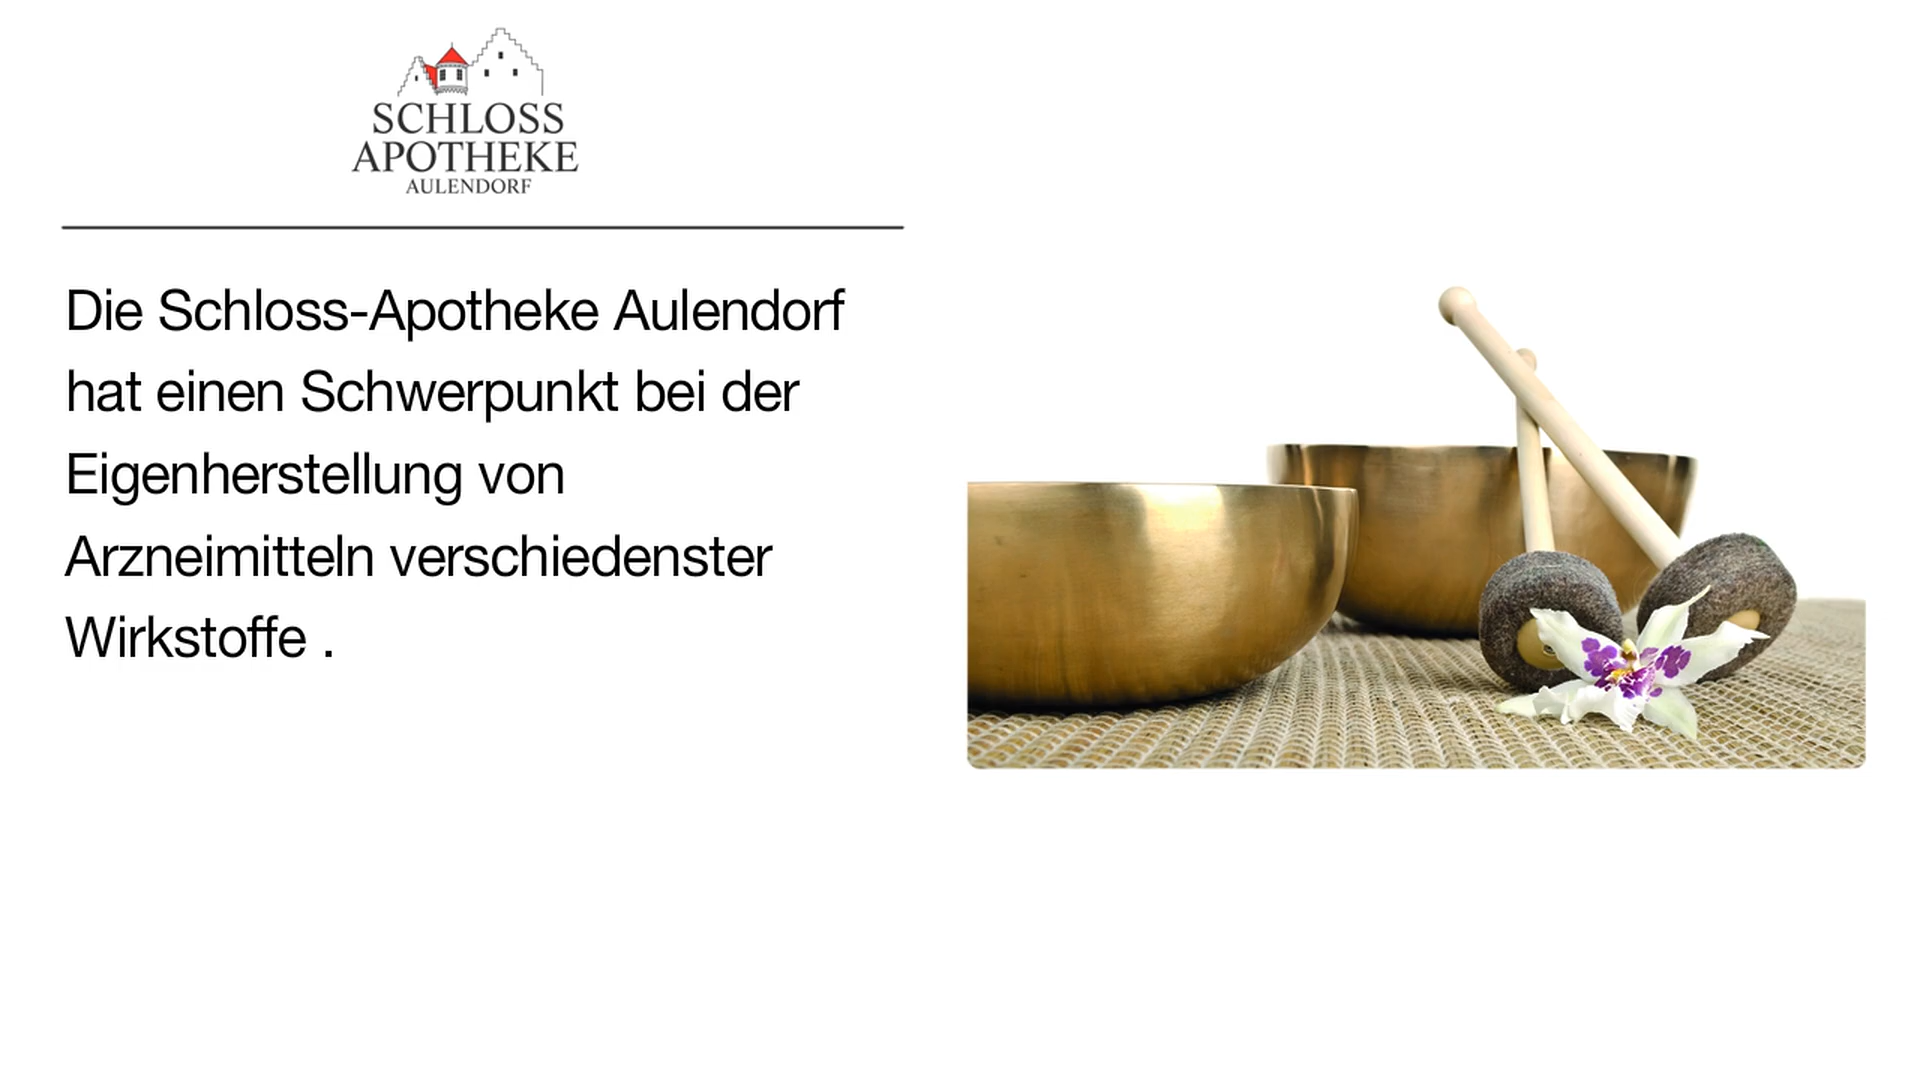 SCHLOSS
APOTHEKE
AULENDORF
Die Schloss-Apotheke Aulendorf
hat einen Schwerpunkt bei der
Eigenherstellung von
Arzneimitteln verschiedenster
Wirkstoffe .